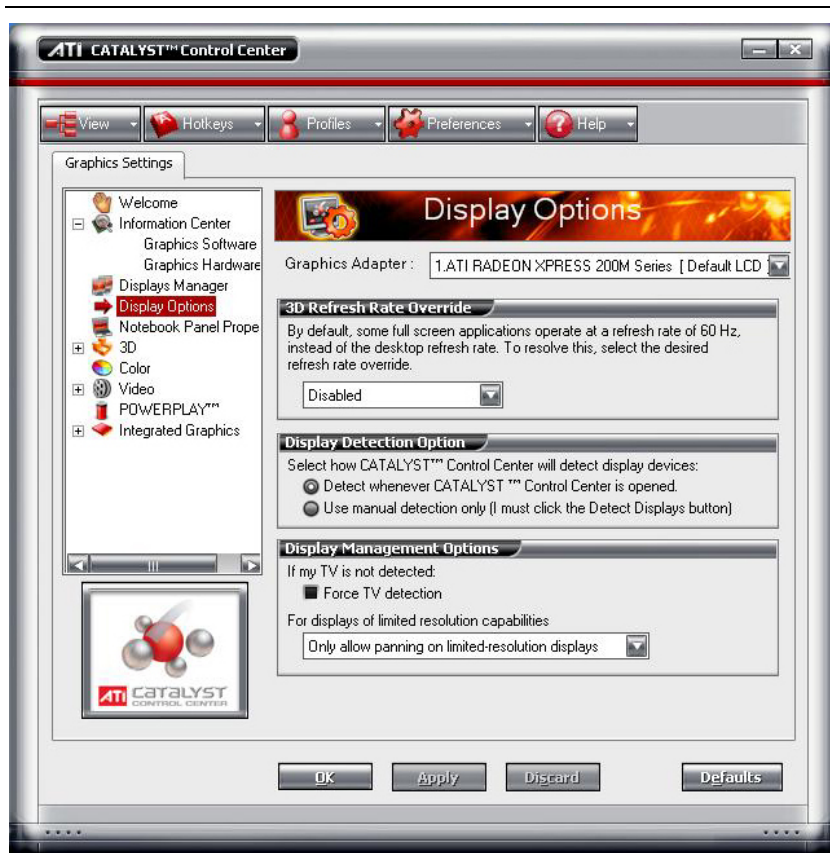 ATI CATALYST™ Control Center
View
Hotkeys
Profiles
Preferences
Help
Graphics Settings
Welcome
Information Center
Graphics Software
Graphics Hardware
Displays Manager
Display Options
Notebook Panel Prope
3D
Color
Video
POWERPLAY™
Integrated Graphics
ATI CATALYST
CONTROL CENTER
Display Options
Graphics Adapter :
1.ATI RADEON XPRESS 200M Series [ Default LCD ]
3D Refresh Rate Override
By default, some full screen applications operate at a refresh rate of 60 Hz,
instead of the desktop refresh rate. To resolve this, select the desired
refresh rate override.
Disabled
Display Detection Option
Select how CATALYST™ Control Center will detect display devices:
Detect whenever CATALYST ™ Control Center is opened.
Use manual detection only (I must click the Detect Displays button)
Display Management Options
If my TV is not detected:
Force TV detection
For displays of limited resolution capabilities
Only allow panning on limited-resolution displays
OK
Apply
Discard
Defaults